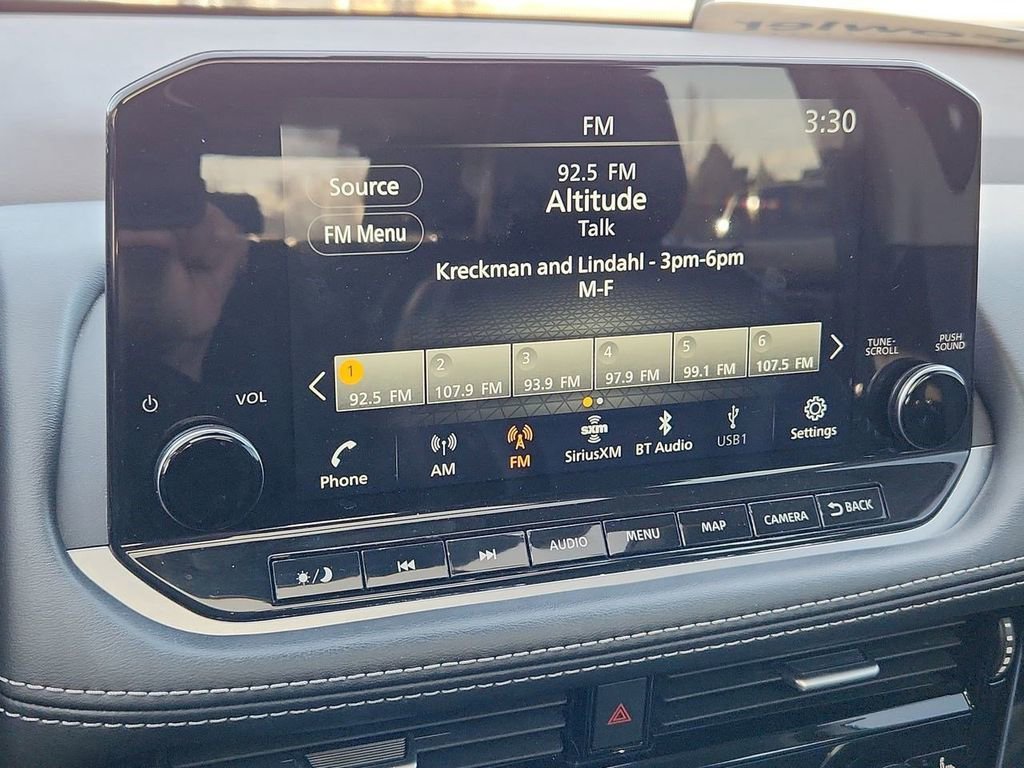 FM
3:30
Source
92.5 FM
Altitude
FM Menu
Talk
Kreckman and Lindahl - 3pm-6pm
M-F
TUNE-
SCROLL
PUSH
SOUND
1
2
3
4
5
6
92.5 FM
107.9 FM
93.9 FM
97.9 FM
99.1 FM
107.5 FM
VOL
Phone
AM
FM
sxm
SiriusXM
BT Audio
USB1
Settings
AUDIO
MENU
MAP
CAMERA
BACK